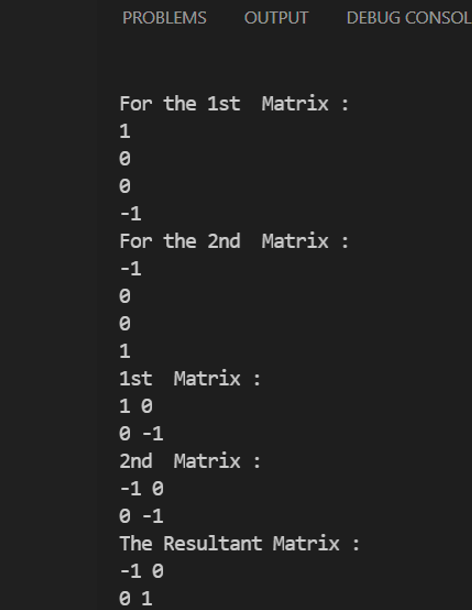 PROBLEMS OUTPUT DEBUG CONSOL
For the 1st  Matrix :
1
0
0
-1
For the 2nd  Matrix :
-1
0
0
1
1st  Matrix :
1 0
0 -1
2nd  Matrix :
-1 0
0 -1
The Resultant Matrix :
-1 0
0 1